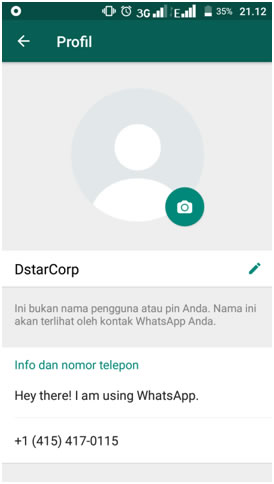 3G E 35% 21.12
Profil
DstarCorp
Ini bukan nama pengguna atau pin Anda. Nama ini
akan terlihat oleh kontak WhatsApp Anda.
Info dan nomor telepon
Hey there! I am using WhatsApp.
+1 (415) 417-0115